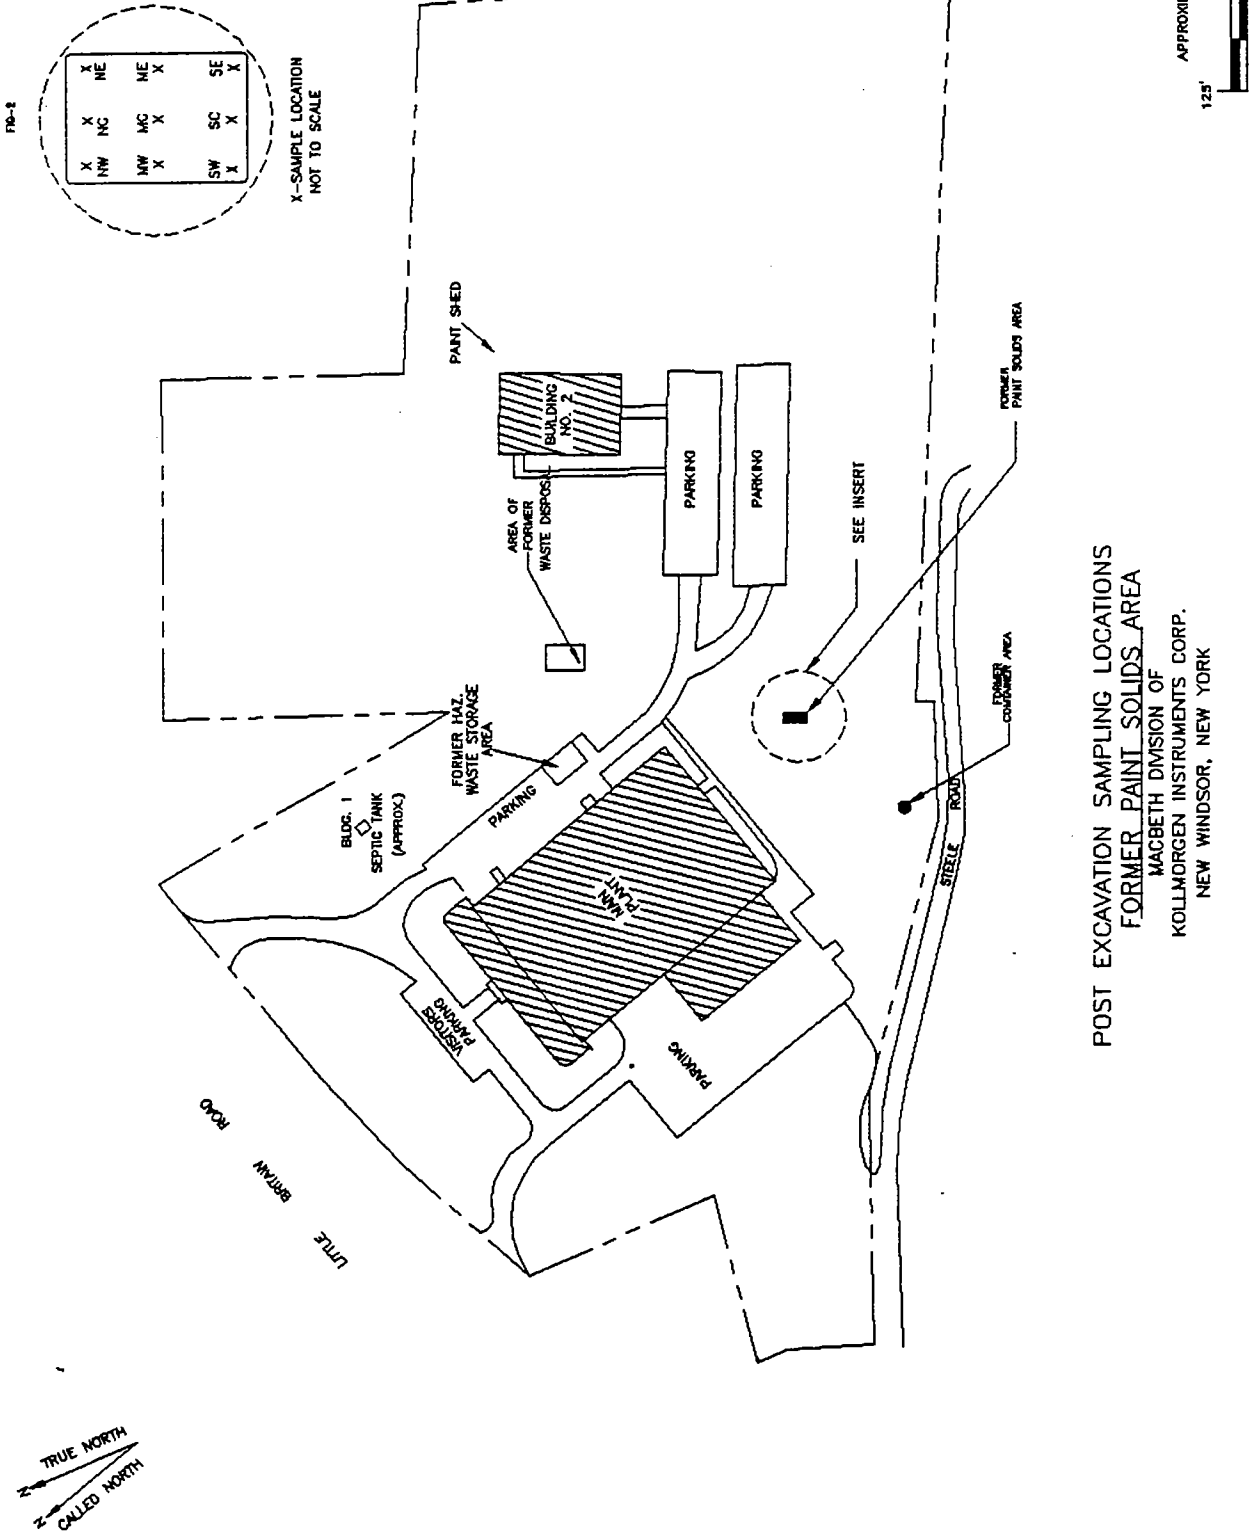 FIG-2
X X X
NW NC NE
MW MC ME
X X X
SW SC SE
X X X
X-SAMPLE LOCATION
NOT TO SCALE
PAINT SHED
BUILDING
NO. 2
AREA OF
FORMER
WASTE DISPOSAL
PARKING
PARKING
SEE INSERT
FORMER
PAINT SOLIDS AREA
FORMER
CONTAINER AREA
FORMER HAZ.
WASTE STORAGE
AREA
BLDG. 1
SEPTIC TANK
(APPROX.)
PARKING
MAIN
PLANT
VISITORS
PARKING
PARKING
STEELE ROAD
LITTLE BRITAIN ROAD
N
TRUE NORTH
N
CALLED NORTH
125'
POST EXCAVATION SAMPLING LOCATIONS
FORMER PAINT SOLIDS AREA
MACBETH DIVISION OF
KOLLMORGEN INSTRUMENTS CORP.
NEW WINDSOR, NEW YORK